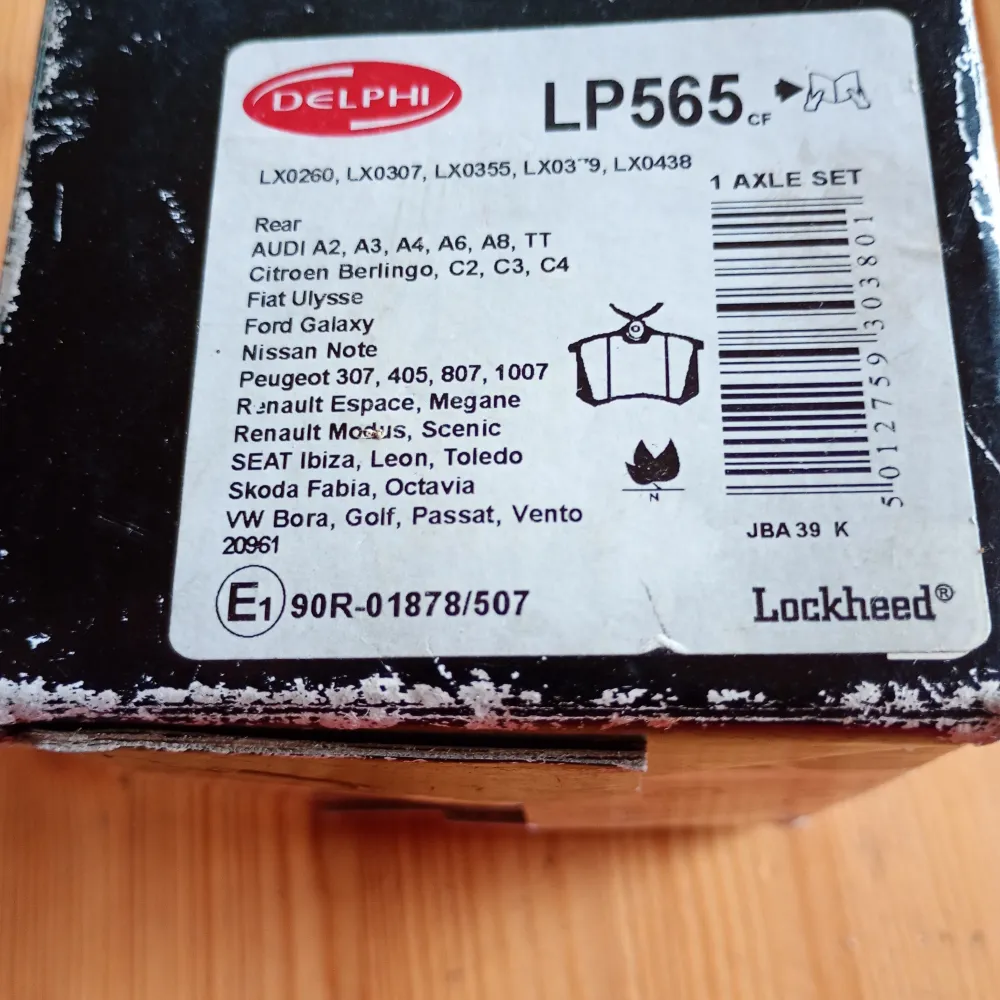 DELPHI
LP565 CF
LX0260, LX0307, LX0355, LX0438
1 AXLE SET
Rear
AUDI A2, A3, A4, A6, A8, TT
Citroen Berlingo, C2, C3, C4
Fiat Ulysse
Ford Galaxy
Nissan Note
Peugeot 307, 405, 807, 1007
Renault Espace, Megane
Renault Modus, Scenic
SEAT Ibiza, Leon, Toledo
Skoda Fabia, Octavia
VW Bora, Golf, Passat, Vento
20961
E1 90R-01878/507
N
5012759303801
JBA 39 K
Lockheed®